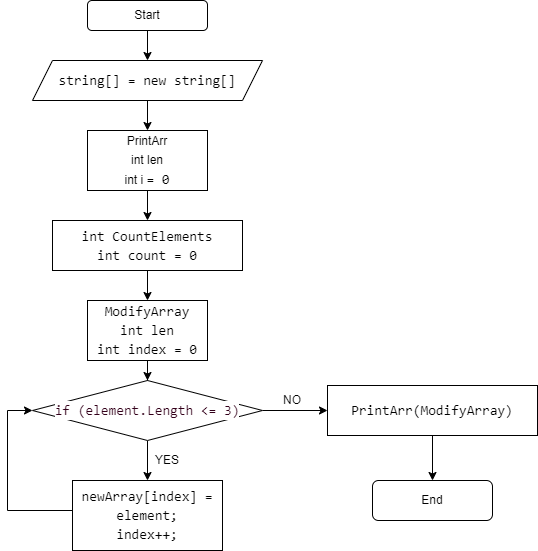 Start
string[] = new string[]
PrintArr
int len
int i = 0
int CountElements
int count = 0
ModifyArray
int len
int index = 0
if (element.Length <= 3)
NO
PrintArr(ModifyArray)
YES
newArray[index] =
element;
index++;
End